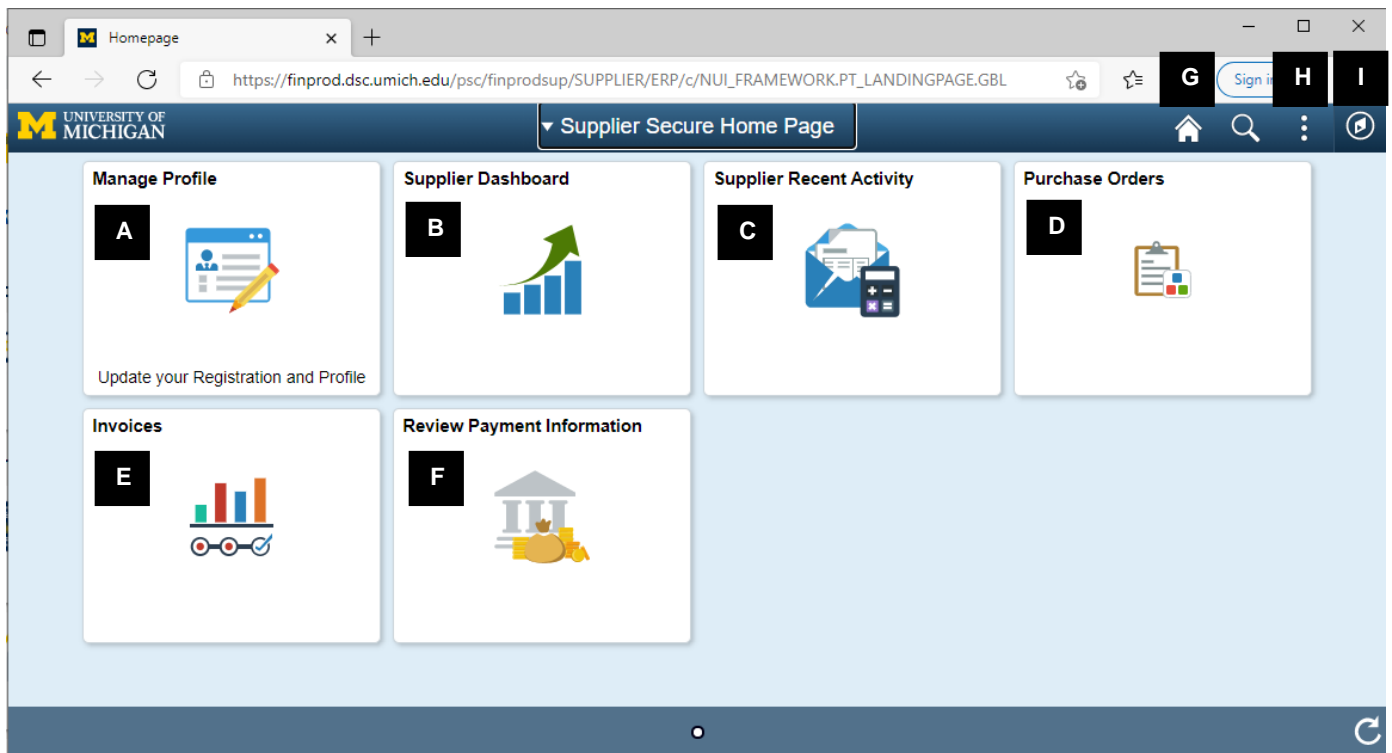 Homepage
https://finprod.dsc.umich.edu/psc/finprodsup/SUPPLIER/ERP/c/NUI_FRAMEWORK.PT_LANDINGPAGE.GBL
G
Sign in
H
I
M UNIVERSITY OF
MICHIGAN
Supplier Secure Home Page
Manage Profile
Supplier Dashboard
Supplier Recent Activity
Purchase Orders
A
B
C
D
Update your Registration and Profile
Invoices
Review Payment Information
E
F